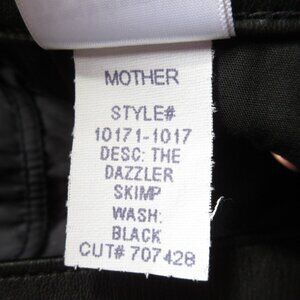 MOTHER
STYLE#
10171-1017
DESC: THE
DAZZLER
SKIMP
WASH:
BLACK
CUT# 707428